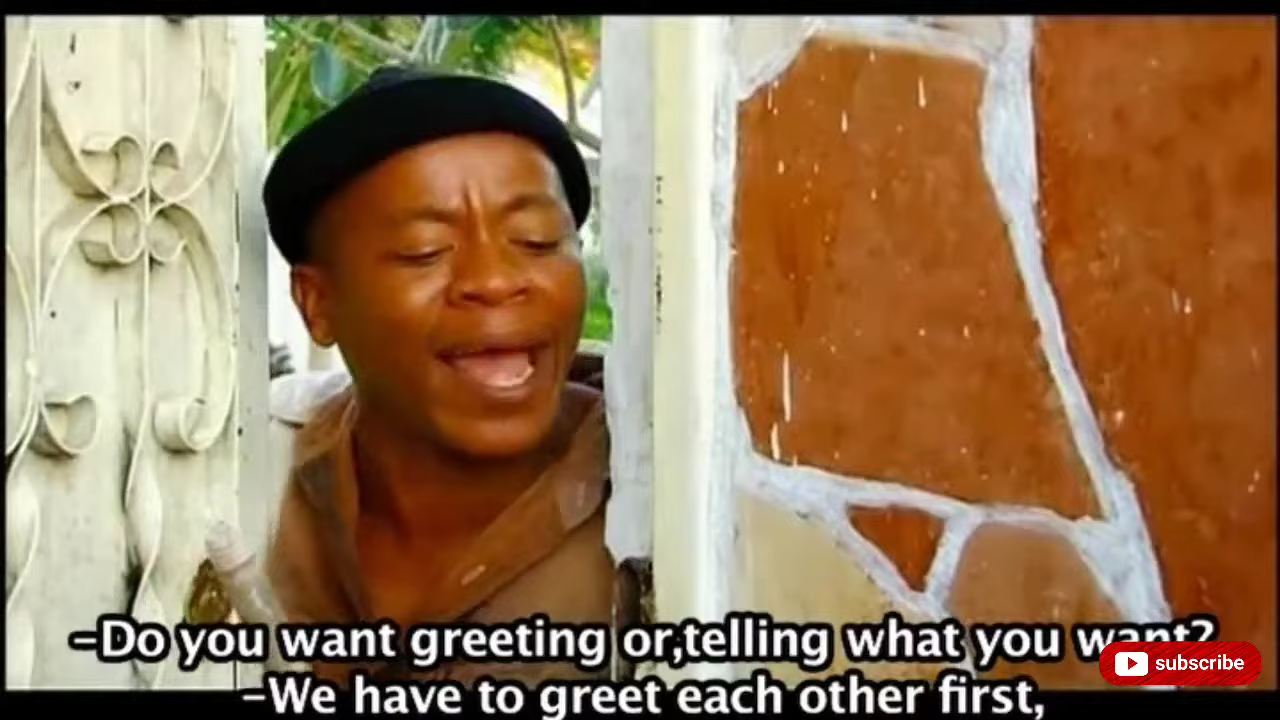 -Do you want greeting or,telling what you want?
subscribe
-We have to greet each other first,